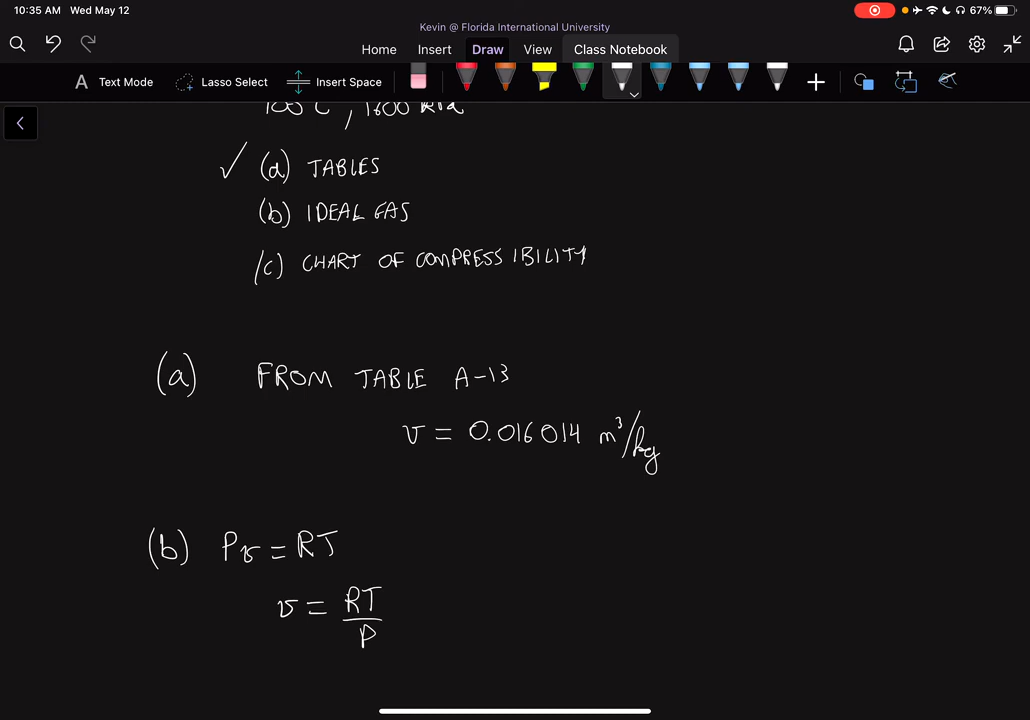 10:35 AM Wed May 12
67%
Kevin @ Florida International University
Home Insert Draw View Class Notebook
Text Mode Lasso Select Insert Space
✓ (a) TABLES
(b) IDEAL GAS
(c) CHART OF COMPRESSIBILITY
(a) FROM TABLE A-13
v = 0.016014 m³/kg
(b) Pv = RT
v = RT/P